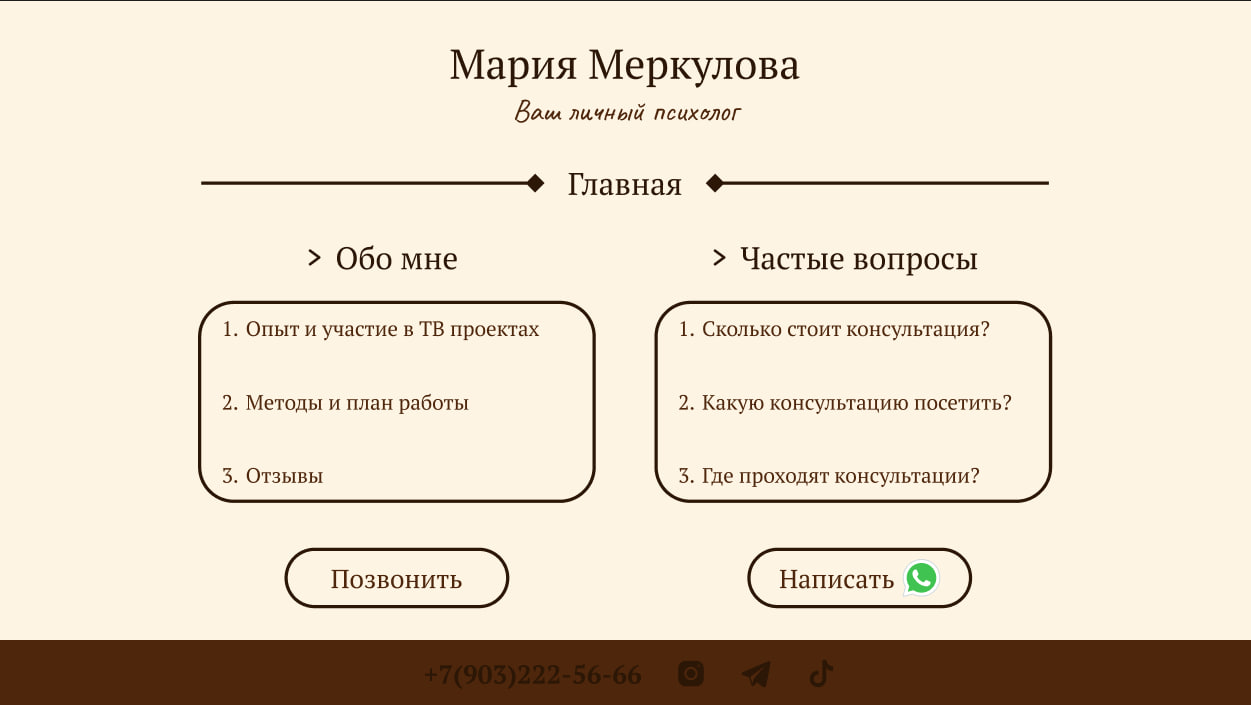 Мария Меркулова
Ваш личный психолог
Главная
> Обо мне
1. Опыт и участие в ТВ проектах
2. Методы и план работы
3. Отзывы
> Частые вопросы
1. Сколько стоит консультация?
2. Какую консультацию посетить?
3. Где проходят консультации?
Позвонить
Написать
+7(903)222-56-66